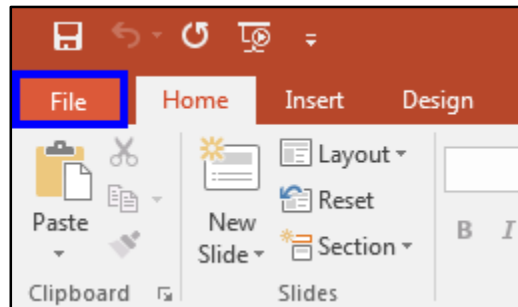 File Home Insert Design
Layout
Reset
Paste New B I
Slide Section
Clipboard Slides